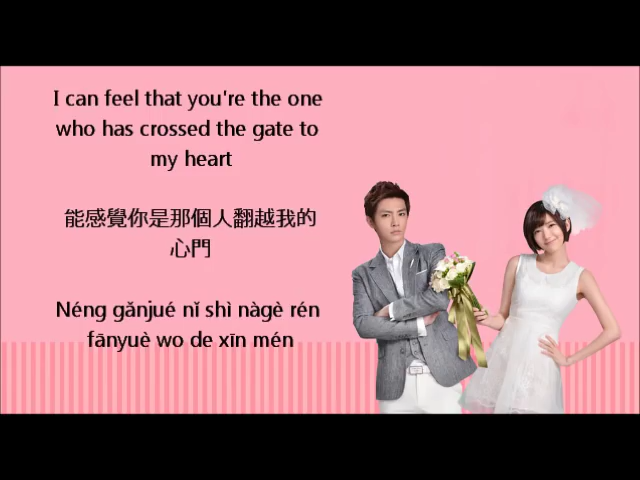 I can feel that you're the one
who has crossed the gate to
my heart
能感覺你是那個人翻越我的
心門
Néng gǎnjué nǐ shì nàgè rén
fānyuè wo de xīn mén